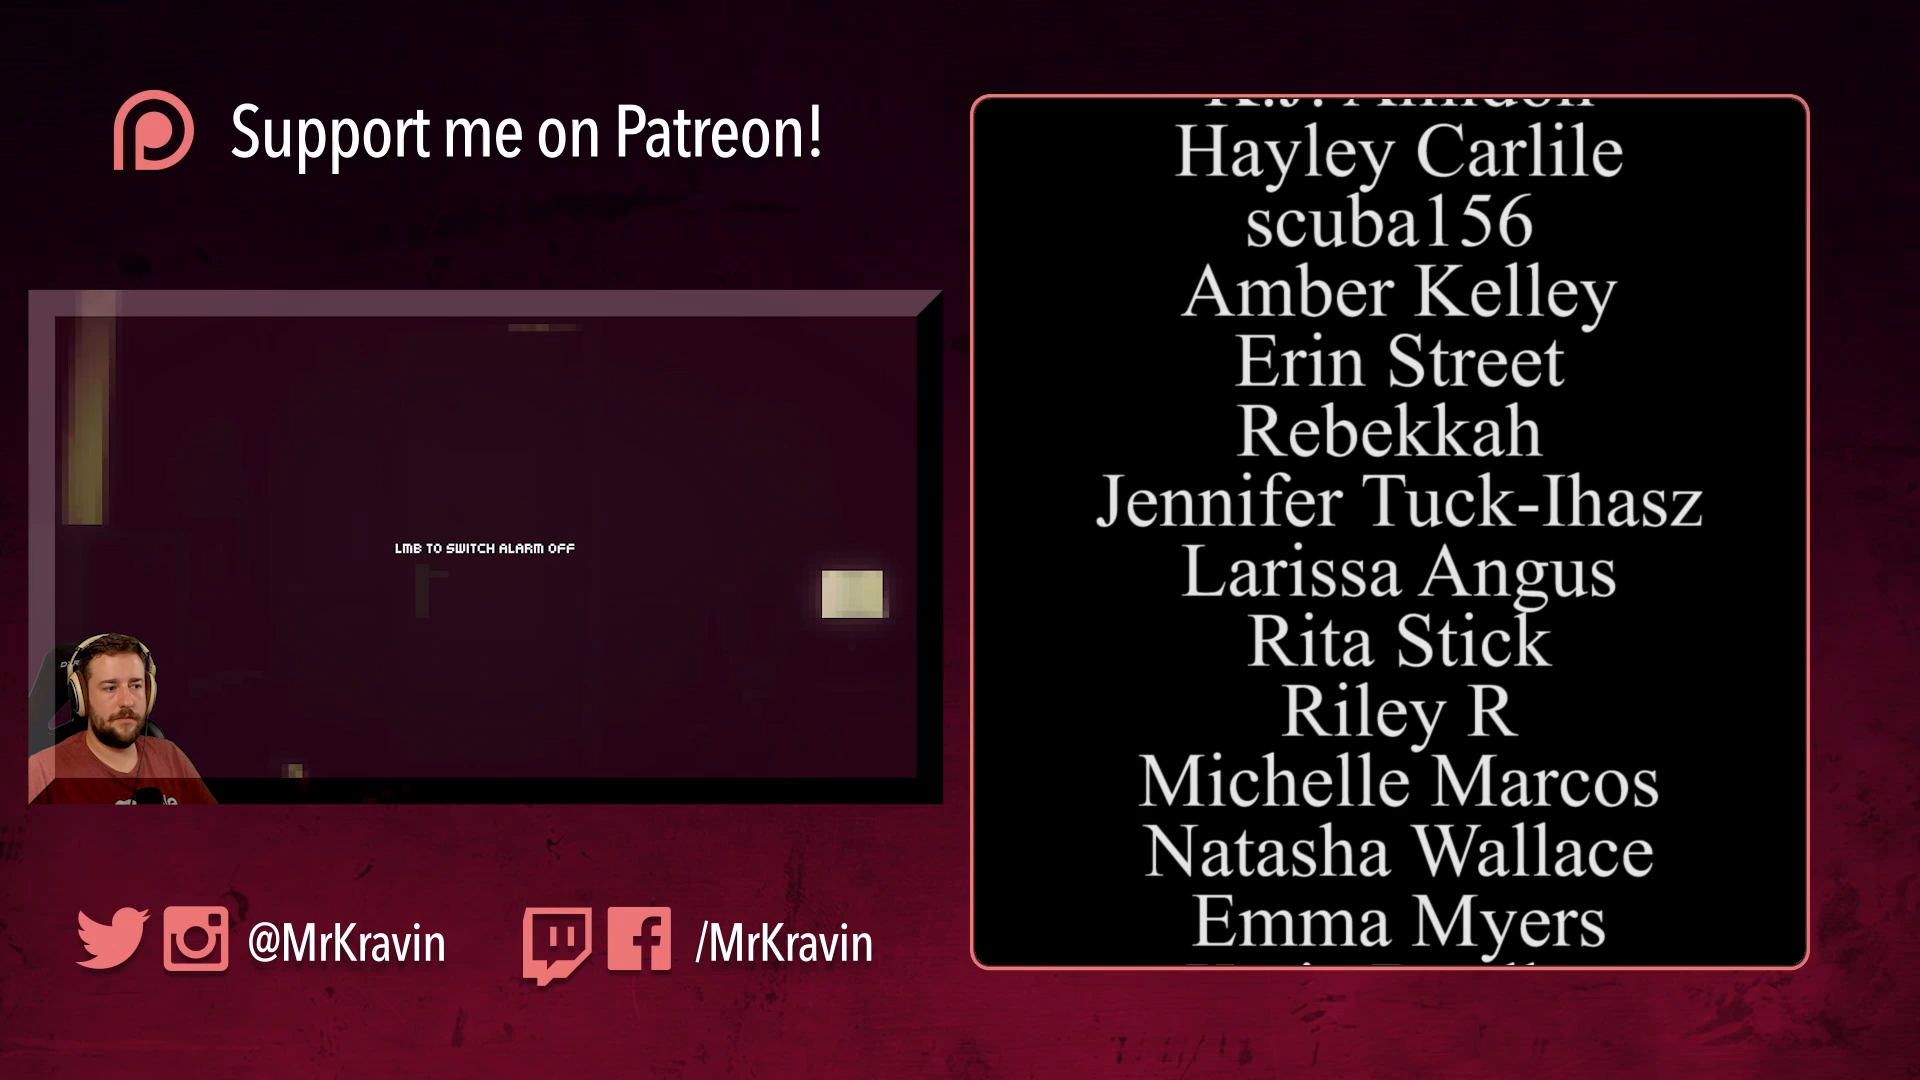 Support me on Patreon!
LMB TO SWITCH ALARM OFF
@MrKravin
/MrKravin
Hayley Carlile
scuba156
Amber Kelley
Erin Street
Rebekkah
Jennifer Tuck-Ihasz
Larissa Angus
Rita Stick
Riley R
Michelle Marcos
Natasha Wallace
Emma Myers